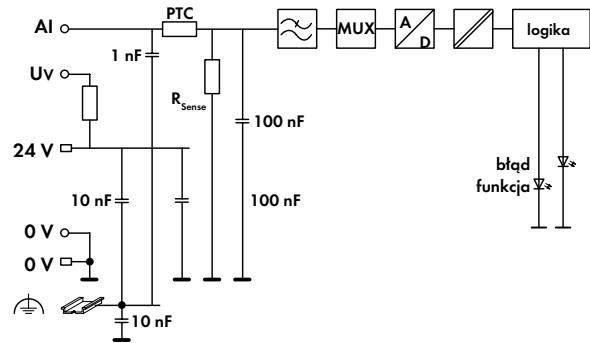 PTC
AI
1 nF
MUX
A
D
logika
Uv
RSense
100 nF
24 V
błąd
funkcja
10 nF
100 nF
0 V
0 V
10 nF